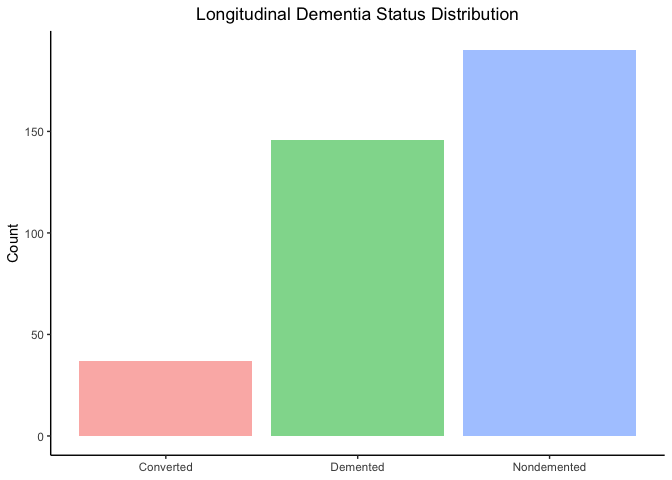 Longitudinal Dementia Status Distribution
Count
150
100
50
0
Converted
Demented
Nondemented